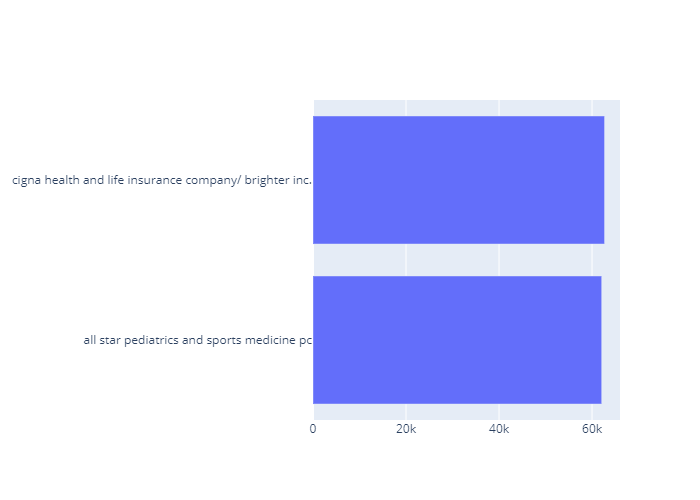 cigna health and life insurance company/ brighter inc.
all star pediatrics and sports medicine pc
0 20k 40k 60k